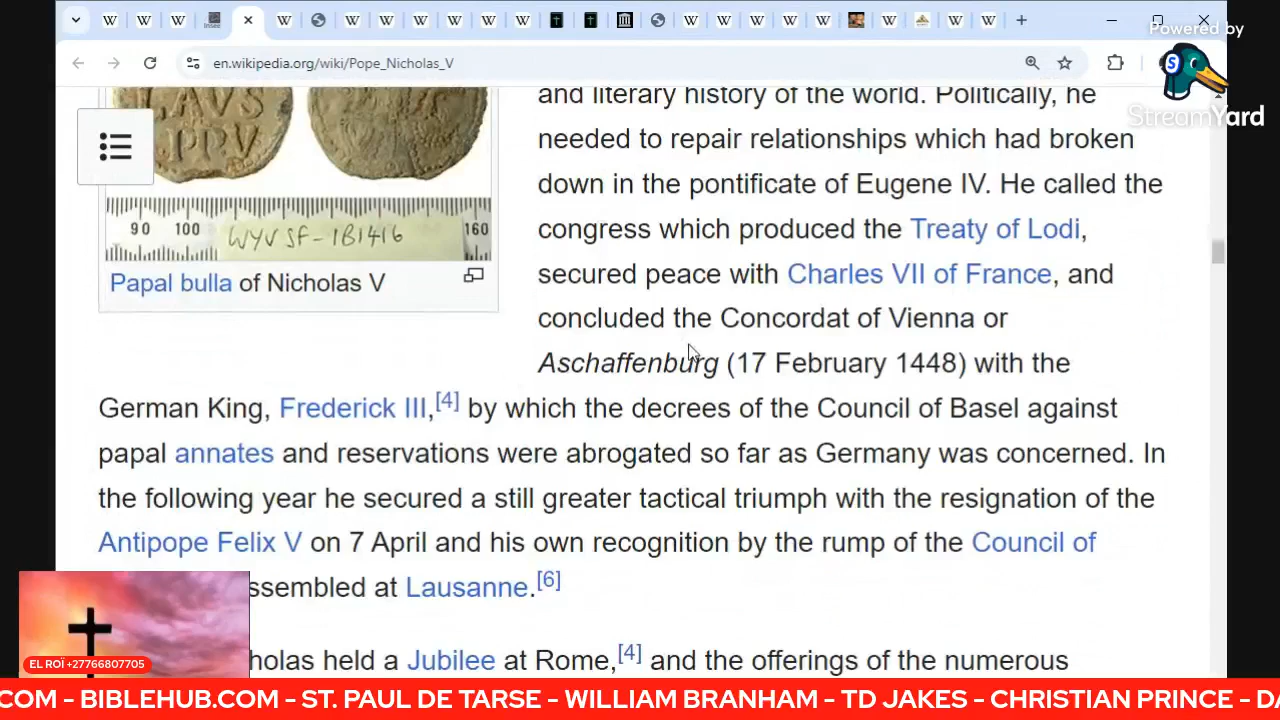 en.wikipedia.org/wiki/Pope_Nicholas_V
Powered by
S
StreamYard
LAVS
PRV
90 100 160
WYVSF-1B1416
Papal bulla of Nicholas V
and literary history of the world. Politically, he
needed to repair relationships which had broken
down in the pontificate of Eugene IV. He called the
congress which produced the Treaty of Lodi,
secured peace with Charles VII of France, and
concluded the Concordat of Vienna or
Aschaffenburg (17 February 1448) with the
German King, Frederick III,[4] by which the decrees of the Council of Basel against
papal annates and reservations were abrogated so far as Germany was concerned. In
the following year he secured a still greater tactical triumph with the resignation of the
Antipope Felix V on 7 April and his own recognition by the rump of the Council of
ssembled at Lausanne.[6]
holas held a Jubilee at Rome,[4] and the offerings of the numerous
EL ROÏ +27766807705
COM - BIBLEHUB.COM - ST. PAUL DE TARSE - WILLIAM BRANHAM - TD JAKES - CHRISTIAN PRINCE - DA